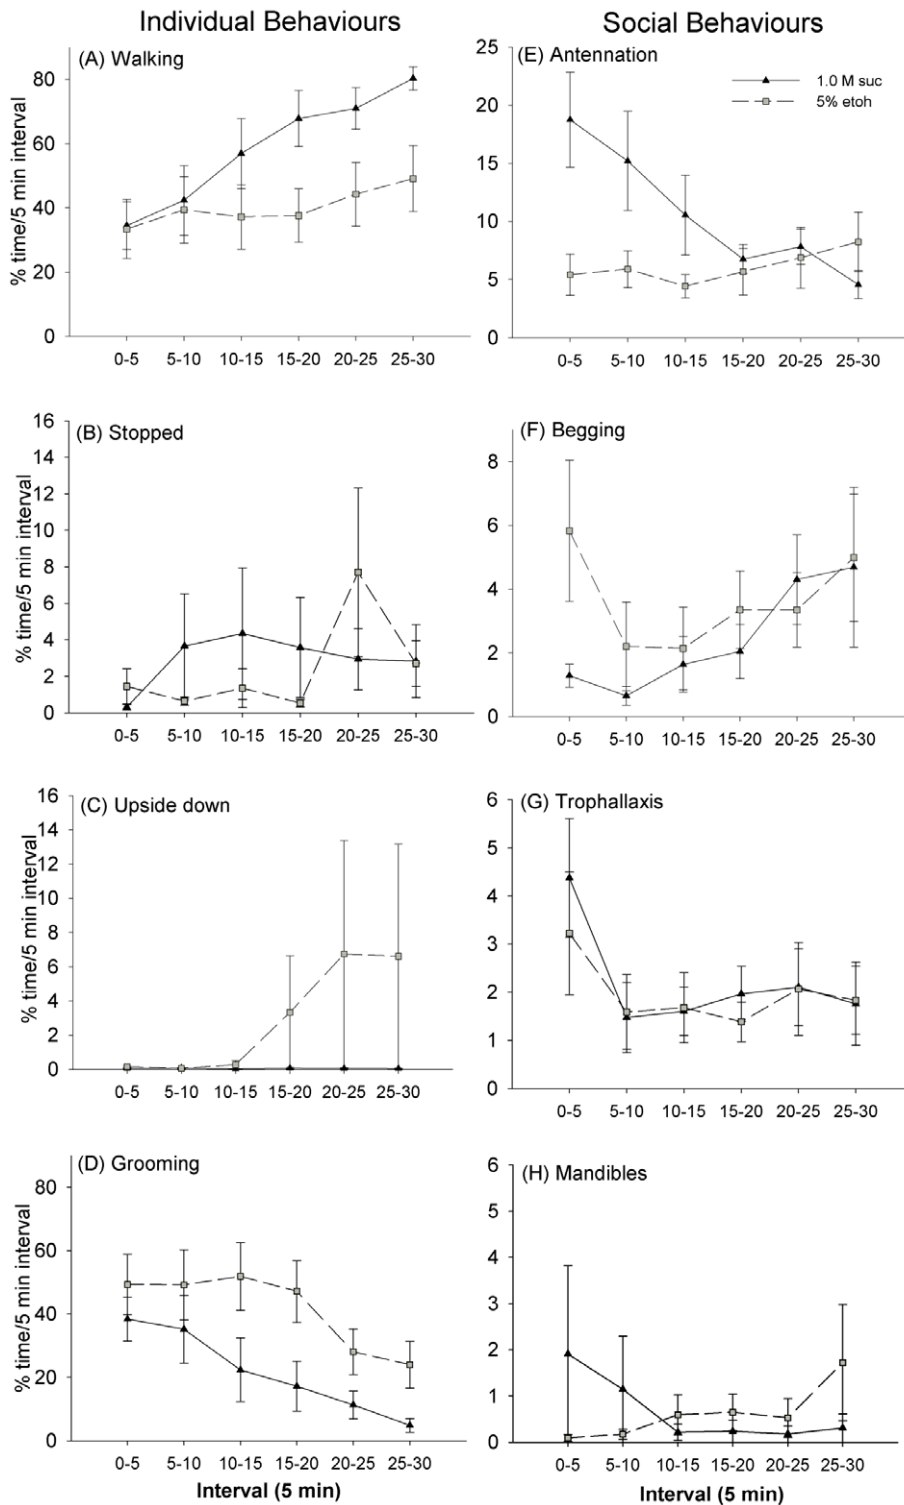 Individual Behaviours
Social Behaviours
(A) Walking
80
60
40
20
0
% time/5 min interval
0-5 5-10 10-15 15-20 20-25 25-30
(E) Antennation
1.0 M suc
5% etoh
25
20
15
10
5
0
0-5 5-10 10-15 15-20 20-25 25-30
(B) Stopped
16
14
12
10
8
6
4
2
0
% time/5 min interval
0-5 5-10 10-15 15-20 20-25 25-30
(F) Begging
8
6
4
2
0
0-5 5-10 10-15 15-20 20-25 25-30
(C) Upside down
16
14
12
10
8
6
4
2
0
% time/5 min interval
0-5 5-10 10-15 15-20 20-25 25-30
(G) Trophallaxis
6
5
4
3
2
1
0
0-5 5-10 10-15 15-20 20-25 25-30
(D) Grooming
80
60
40
20
0
% time/5 min interval
0-5 5-10 10-15 15-20 20-25 25-30
Interval (5 min)
(H) Mandibles
6
5
4
3
2
1
0
0-5 5-10 10-15 15-20 20-25 25-30
Interval (5 min)